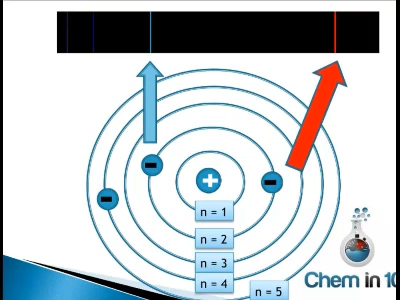 n = 1
n = 2
n = 3
n = 4
n = 5
Chem in 10